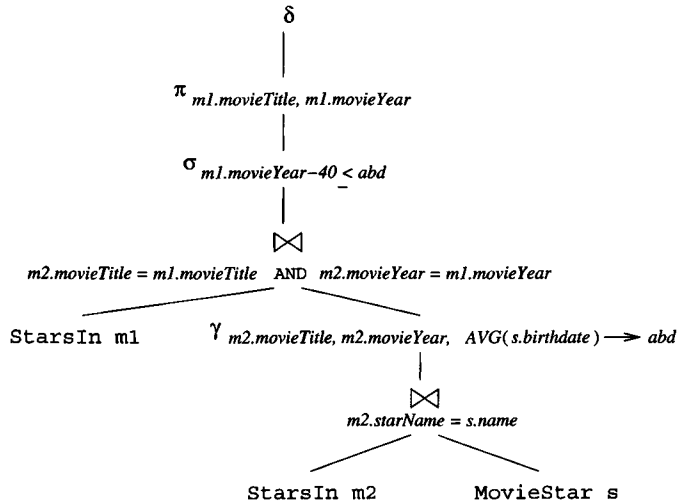 δ
π m1.movieTitle, m1.movieYear
σ m1.movieYear−40 ≤ abd
⋈
m2.movieTitle = m1.movieTitle AND m2.movieYear = m1.movieYear
StarsIn m1
γ m2.movieTitle, m2.movieYear, AVG(s.birthdate) → abd
⋈
m2.starName = s.name
StarsIn m2 MovieStar s